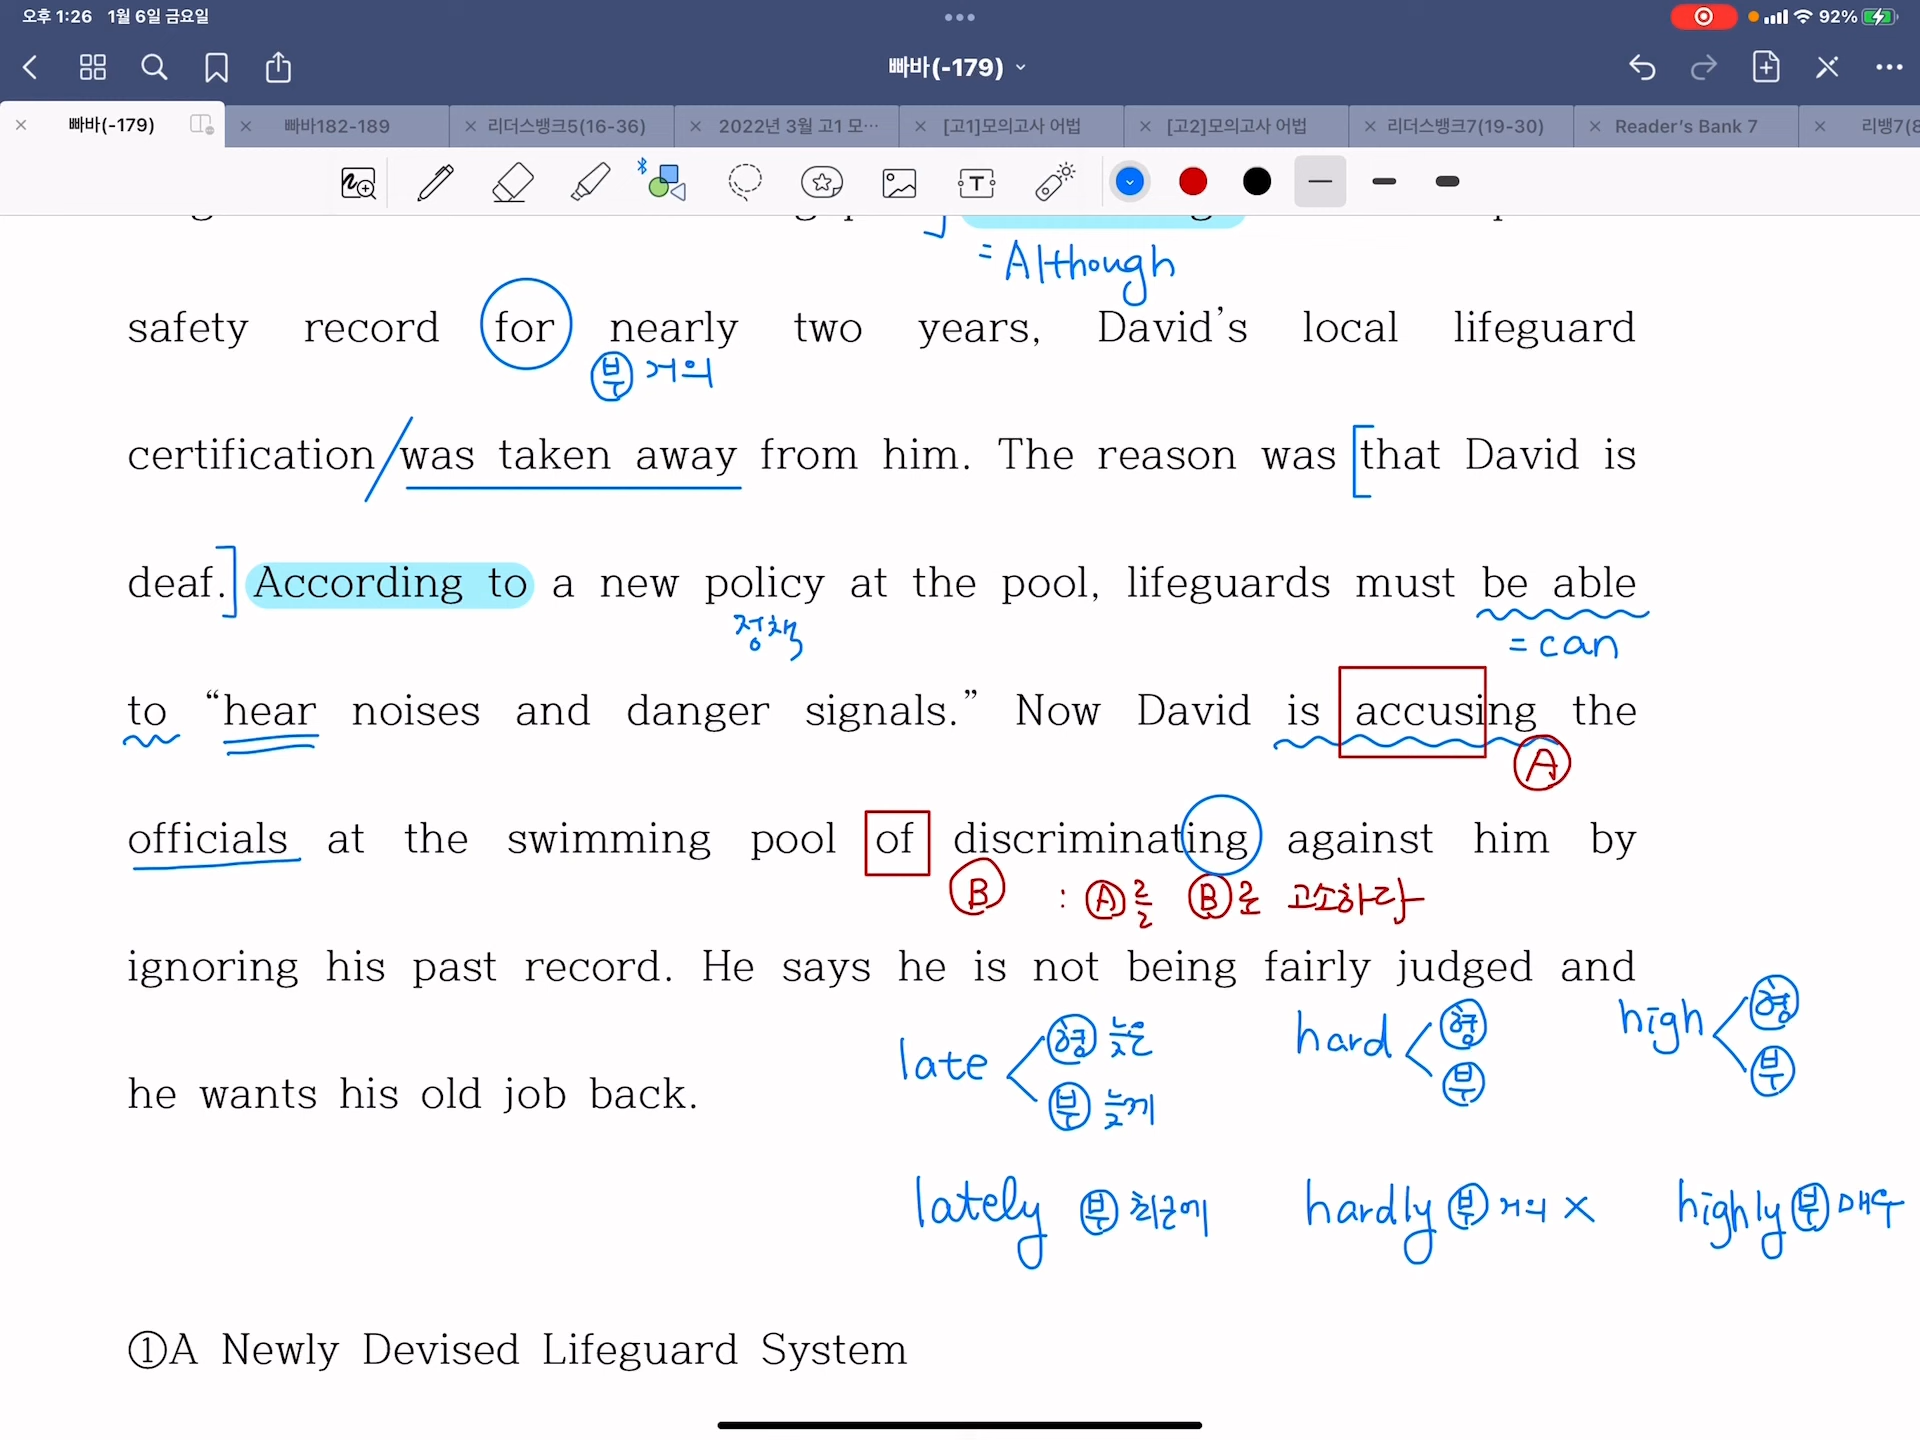 오후 1:26 1월 6일 금요일
92%
빠바(-179)
빠바(-179)
빠바182-189
리더스뱅크5(16-36)
2022년 3월 고1 모…
[고1]모의고사 어법
[고2]모의고사 어법
리더스뱅크7(19-30)
Reader's Bank 7
리뱅7(8
= Although
safety record for nearly two years, David's local lifeguard
부 거의
certification / was taken away from him. The reason was [that David is
deaf.] According to a new policy at the pool, lifeguards must be able
정책
= can
to “hear noises and danger signals.” Now David is accusing the
A
officials at the swimming pool of discriminating against him by
B : A를 B로 고소하다
ignoring his past record. He says he is not being fairly judged and
late 형 늦은 부 늦게
hard 형 부
high 형 부
he wants his old job back.
lately 부 최근에
hardly 부 거의 X
highly 부 매우
①A Newly Devised Lifeguard System